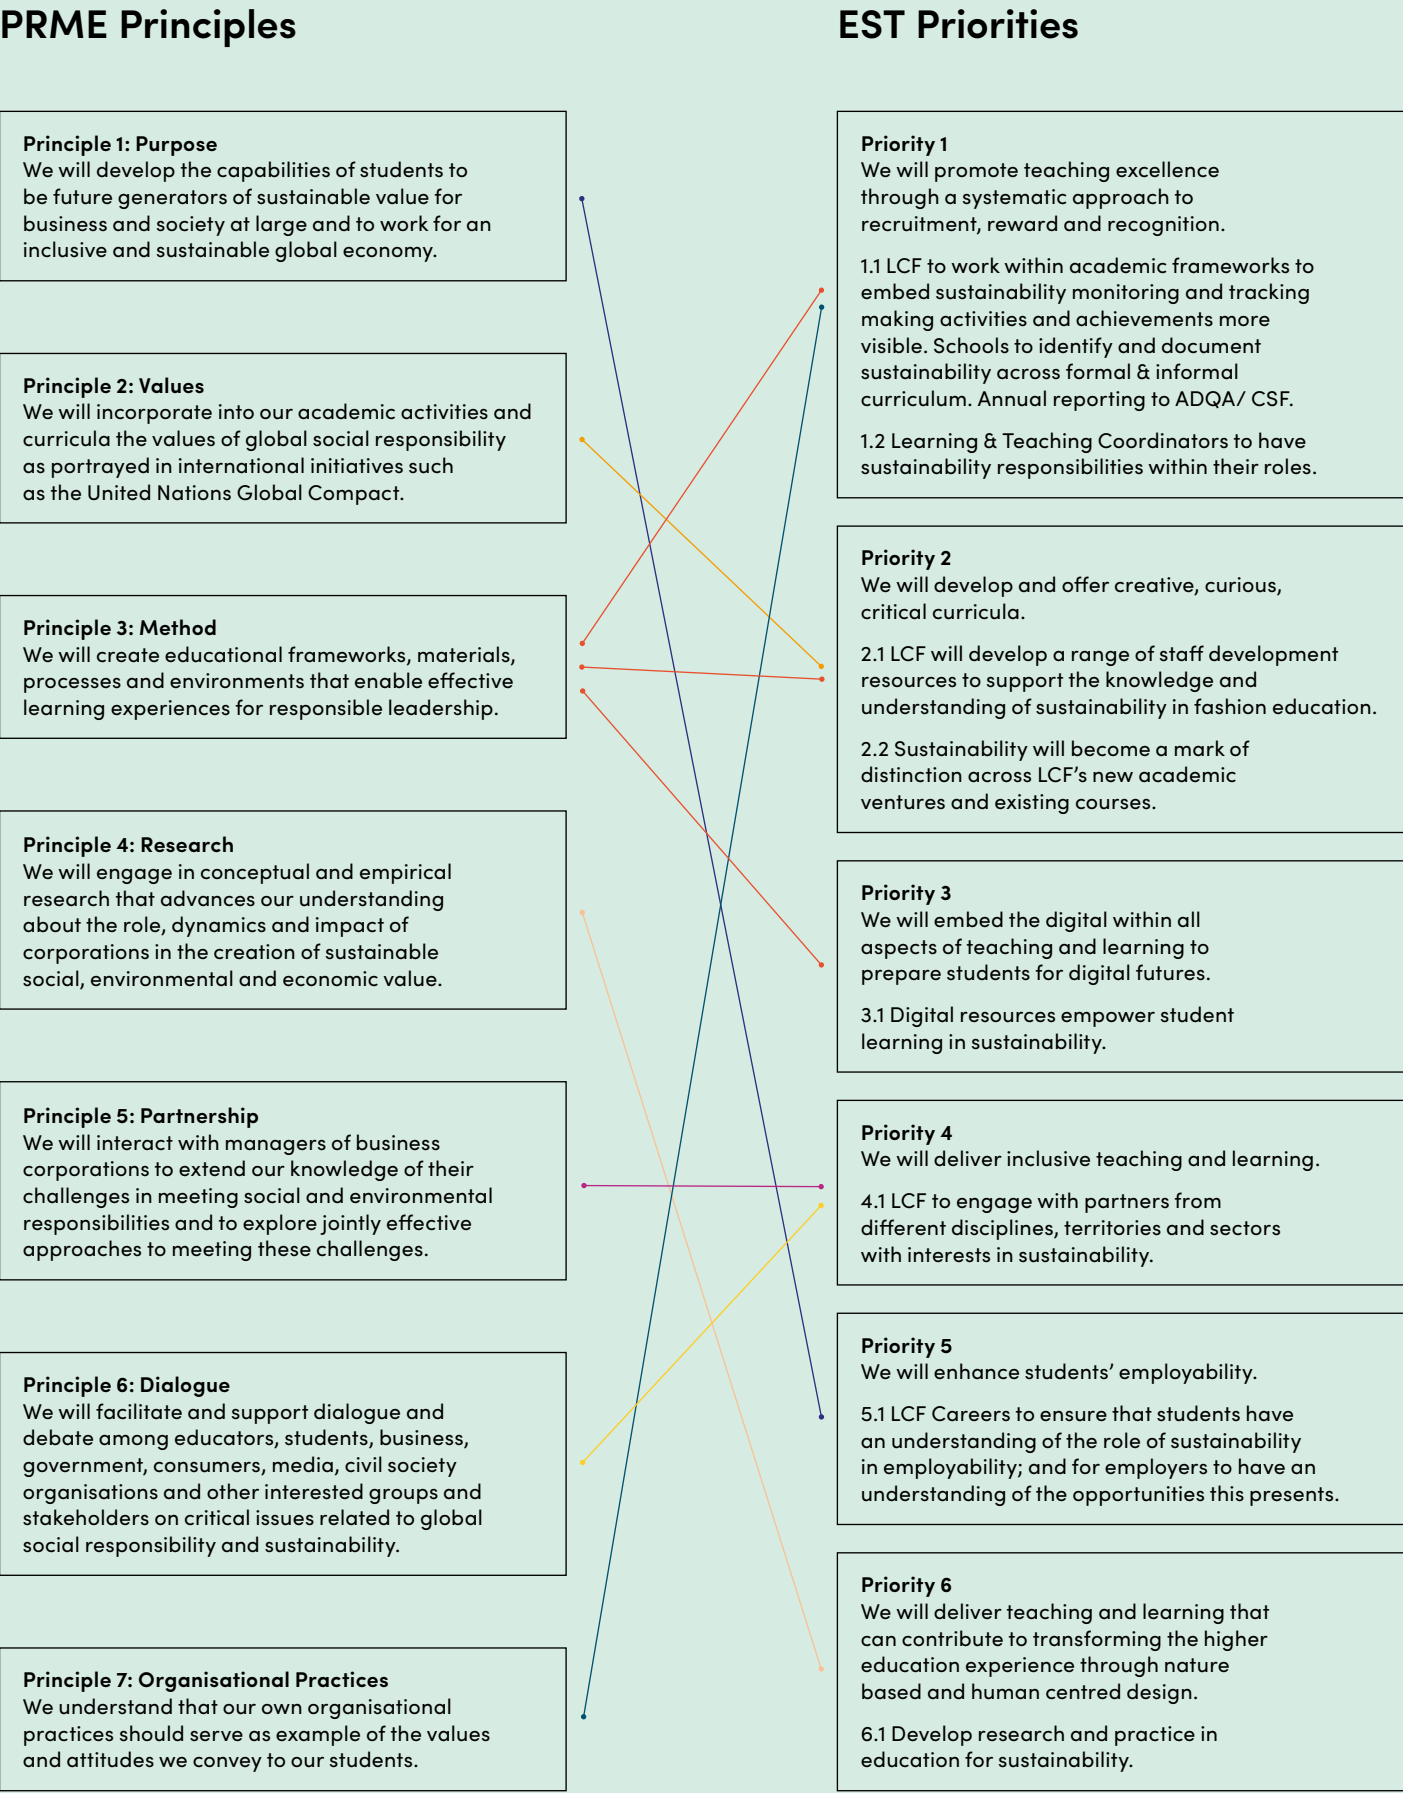 PRME Principles
Principle 1: Purpose
We will develop the capabilities of students to
be future generators of sustainable value for
business and society at large and to work for an
inclusive and sustainable global economy.
Principle 2: Values
We will incorporate into our academic activities and
curricula the values of global social responsibility
as portrayed in international initiatives such
as the United Nations Global Compact.
Principle 3: Method
We will create educational frameworks, materials,
processes and environments that enable effective
learning experiences for responsible leadership.
Principle 4: Research
We will engage in conceptual and empirical
research that advances our understanding
about the role, dynamics and impact of
corporations in the creation of sustainable
social, environmental and economic value.
Principle 5: Partnership
We will interact with managers of business
corporations to extend our knowledge of their
challenges in meeting social and environmental
responsibilities and to explore jointly effective
approaches to meeting these challenges.
Principle 6: Dialogue
We will facilitate and support dialogue and
debate among educators, students, business,
government, consumers, media, civil society
organisations and other interested groups and
stakeholders on critical issues related to global
social responsibility and sustainability.
Principle 7: Organisational Practices
We understand that our own organisational
practices should serve as example of the values
and attitudes we convey to our students.
EST Priorities
Priority 1
We will promote teaching excellence
through a systematic approach to
recruitment, reward and recognition.
1.1 LCF to work within academic frameworks to
embed sustainability monitoring and tracking
making activities and achievements more
visible. Schools to identify and document
sustainability across formal & informal
curriculum. Annual reporting to ADQA/ CSF.
1.2 Learning & Teaching Coordinators to have
sustainability responsibilities within their roles.
Priority 2
We will develop and offer creative, curious,
critical curricula.
2.1 LCF will develop a range of staff development
resources to support the knowledge and
understanding of sustainability in fashion education.
2.2 Sustainability will become a mark of
distinction across LCF's new academic
ventures and existing courses.
Priority 3
We will embed the digital within all
aspects of teaching and learning to
prepare students for digital futures.
3.1 Digital resources empower student
learning in sustainability.
Priority 4
We will deliver inclusive teaching and learning.
4.1 LCF to engage with partners from
different disciplines, territories and sectors
with interests in sustainability.
Priority 5
We will enhance students' employability.
5.1 LCF Careers to ensure that students have
an understanding of the role of sustainability
in employability; and for employers to have an
understanding of the opportunities this presents.
Priority 6
We will deliver teaching and learning that
can contribute to transforming the higher
education experience through nature
based and human centred design.
6.1 Develop research and practice in
education for sustainability.